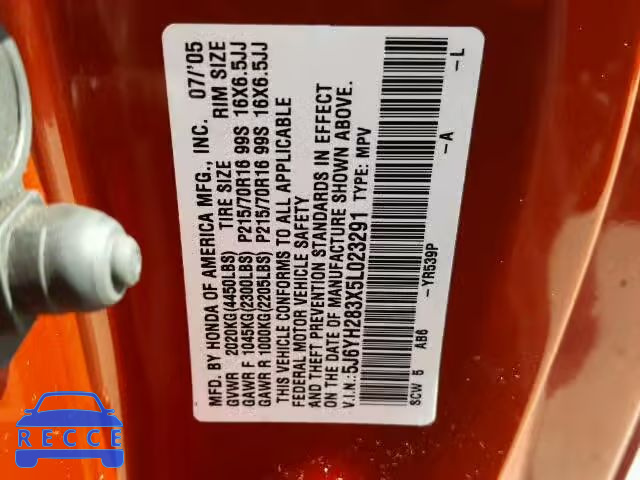 MFD. BY HONDA OF AMERICA MFG., INC. 07/'05
GVWR 2020KG(4450LBS) TIRE SIZE RIM SIZE
GAWR F 1045KG(2300LBS) P215/70R16 99S 16X6.5JJ
GAWR R 1000KG(2205LBS) P215/70R16 99S 16X6.5JJ
THIS VEHICLE CONFORMS TO ALL APPLICABLE
FEDERAL MOTOR VEHICLE SAFETY
AND THEFT PREVENTION STANDARDS IN EFFECT
ON THE DATE OF MANUFACTURE SHOWN ABOVE.
V.I.N.: 5J6YH283X5L023291 TYPE: MPV
SCW 5 AB6 –YR539P –A –L
AUTO
RECCE